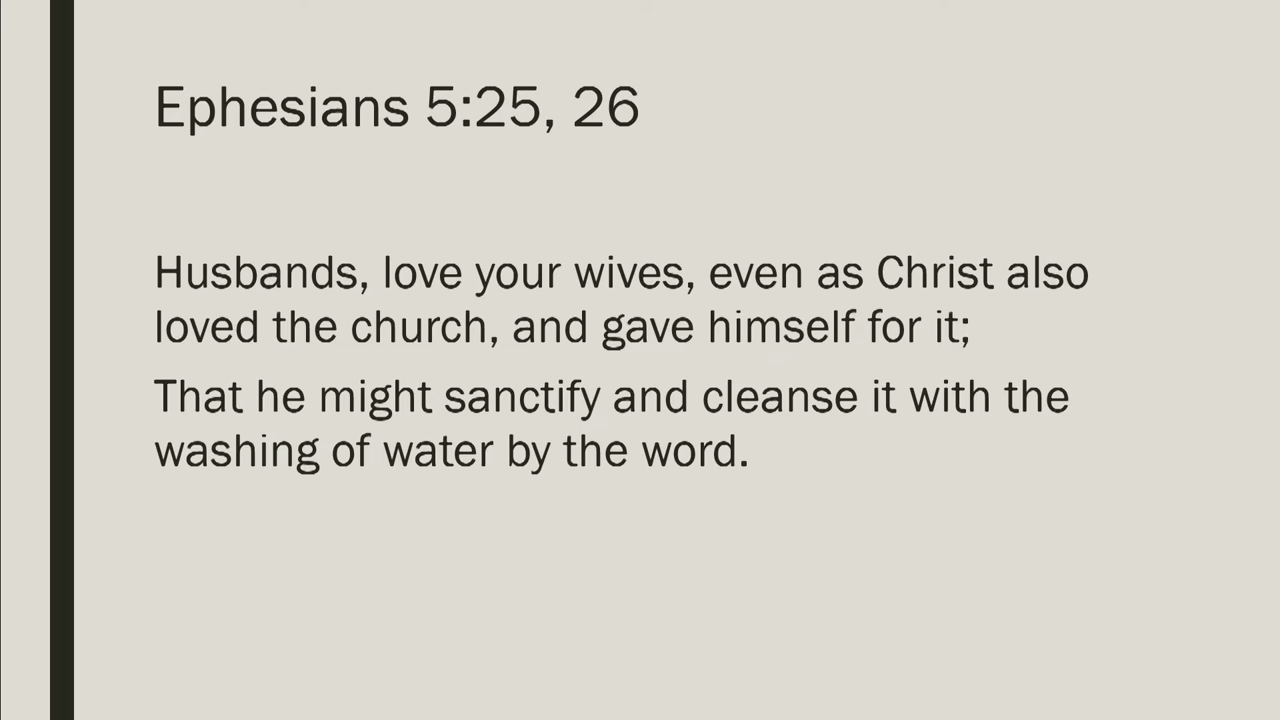 Ephesians 5:25, 26
Husbands, love your wives, even as Christ also
loved the church, and gave himself for it;
That he might sanctify and cleanse it with the
washing of water by the word.